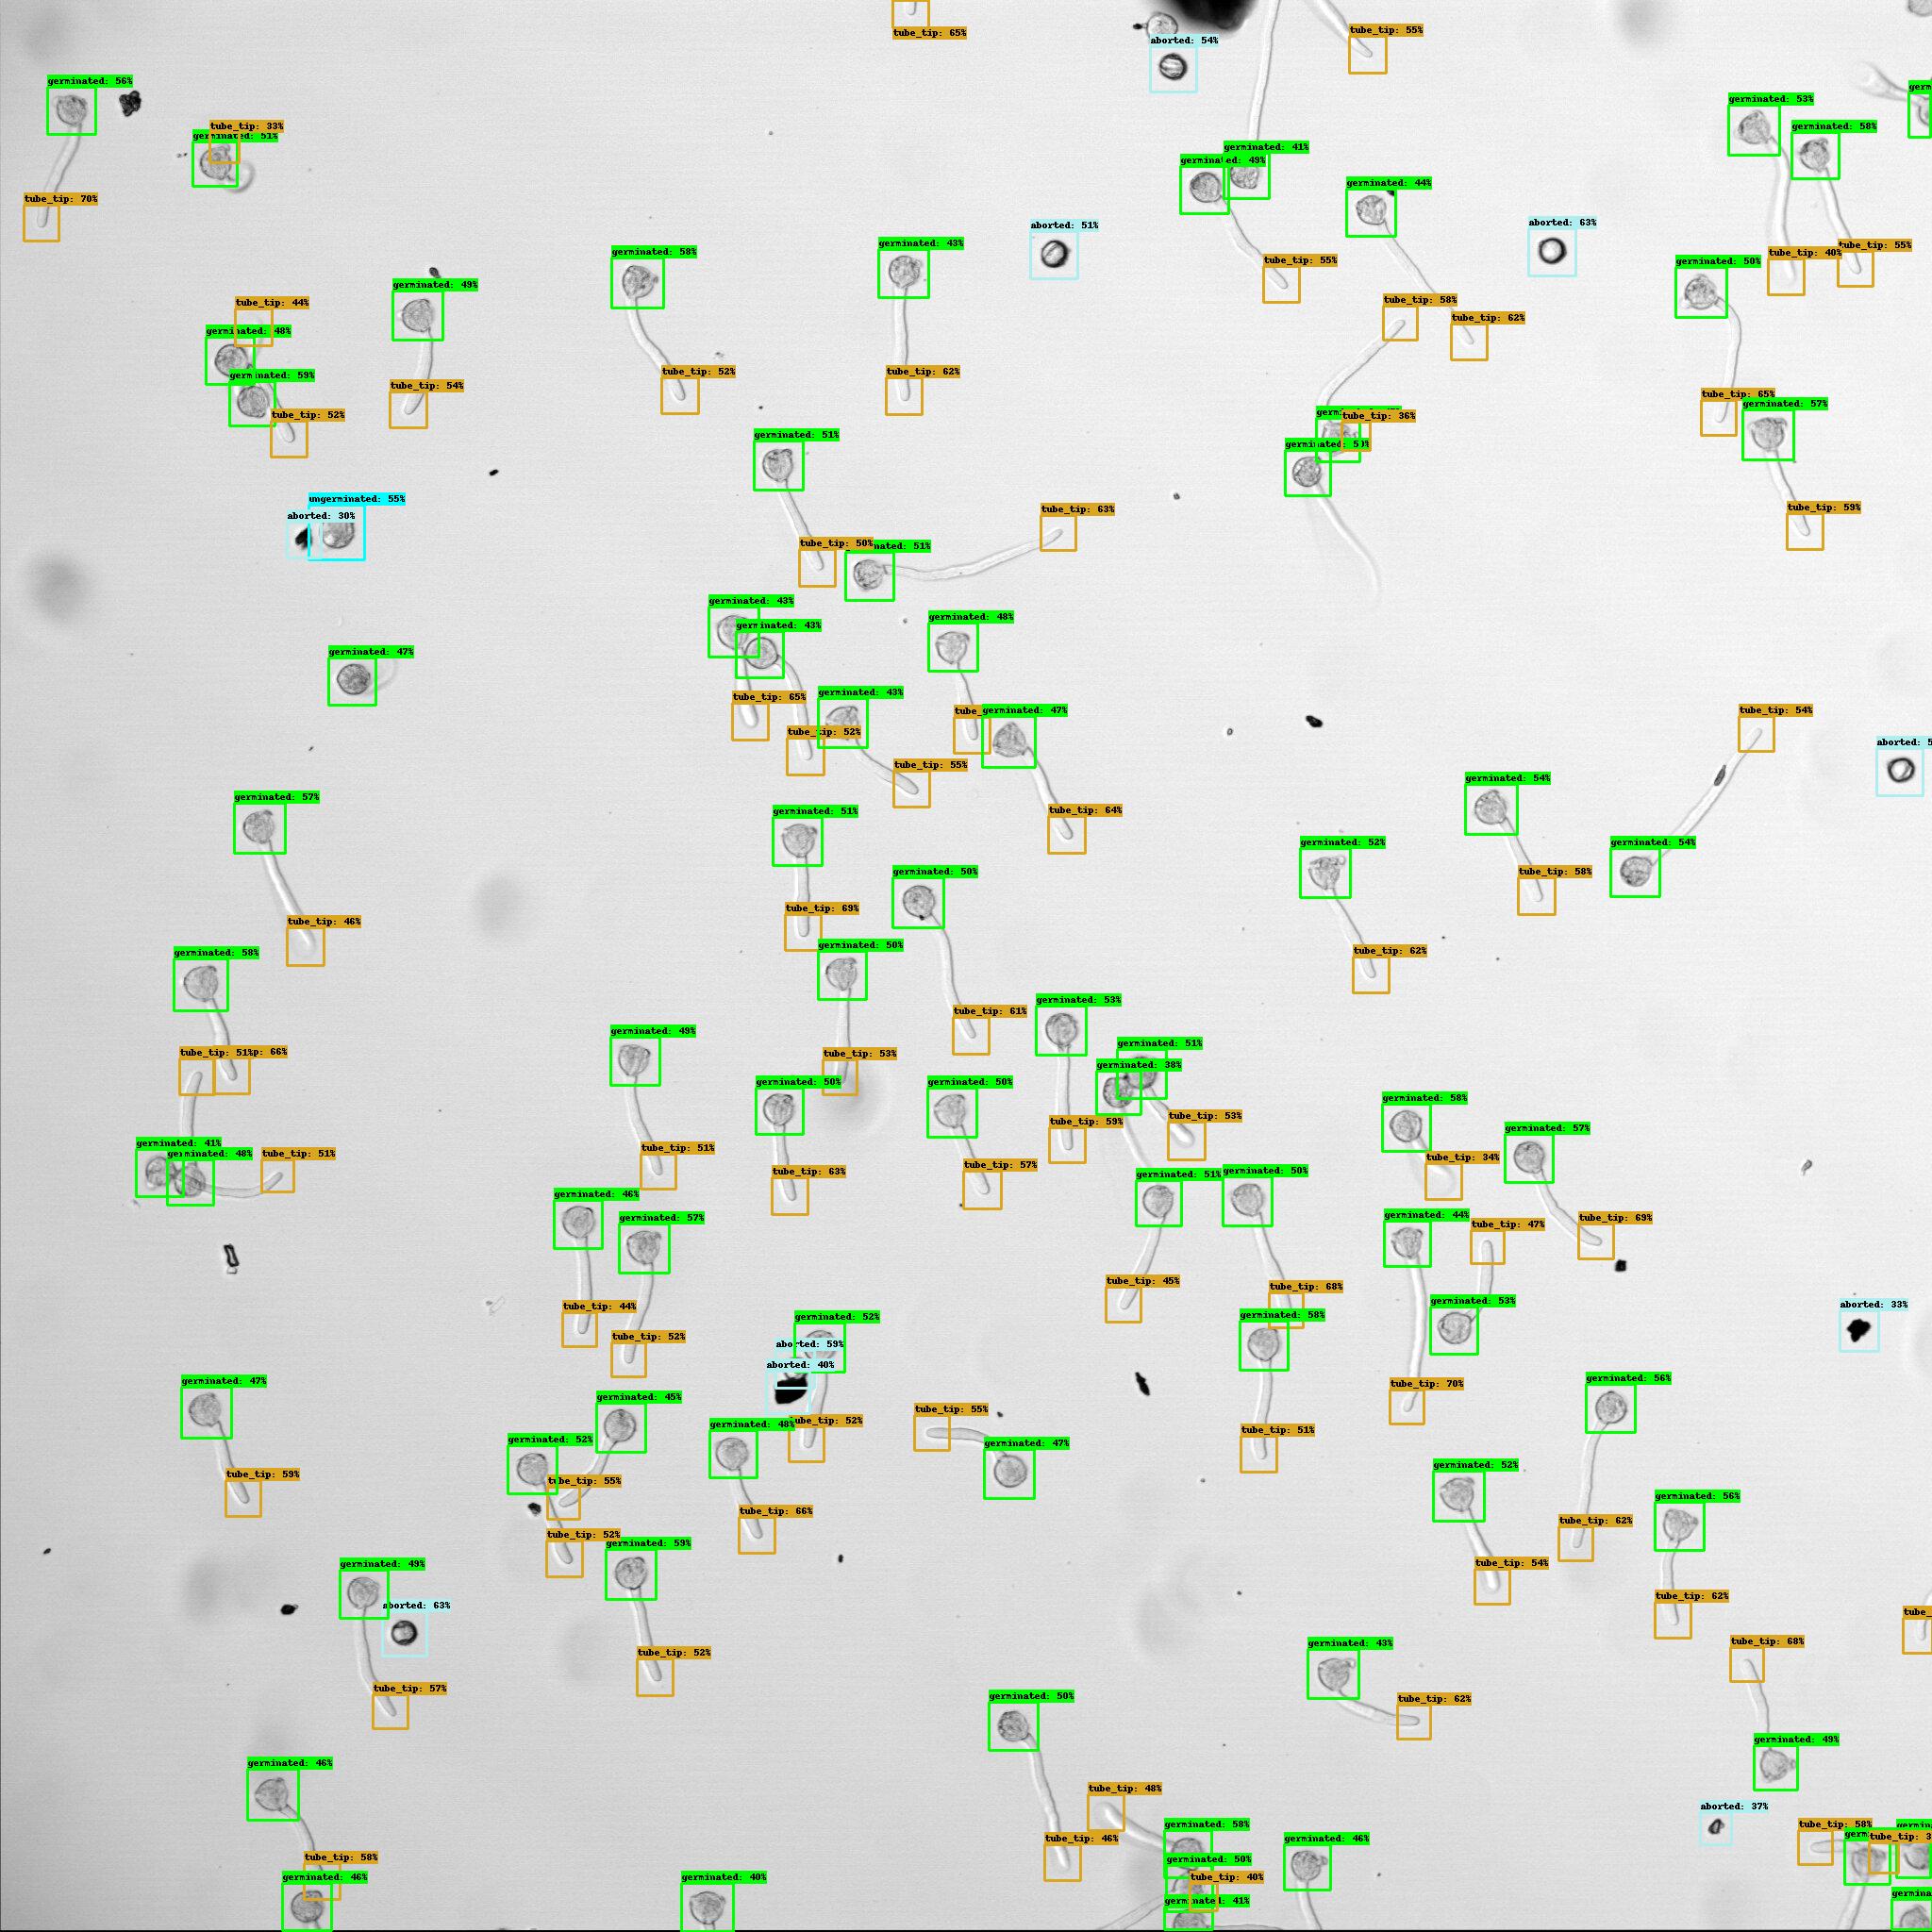 tube_tip: 65%
tube_tip: 55%
aborted: 54%
germinated: 56%
germ
germinated: 53%
tube_tip: 33%
germinated: 51%
germinated: 58%
germinated: 41%
germinated: 49%
germinated: 44%
tube_tip: 70%
aborted: 51%
aborted: 63%
germinated: 58%
germinated: 43%
tube_tip: 55%
tube_tip: 40%
tube_tip: 55%
germinated: 50%
germinated: 49%
tube_tip: 44%
tube_tip: 58%
tube_tip: 62%
germinated: 48%
germinated: 59%
tube_tip: 54%
tube_tip: 52%
tube_tip: 62%
tube_tip: 65%
germinated: 57%
tube_tip: 52%
tube_tip: 36%
germinated: 51%
ungerminated: 55%
aborted: 30%
tube_tip: 63%
tube_tip: 59%
tube_tip: 50%
germinated: 43%
germinated: 43%
germinated: 48%
germinated: 47%
tube_tip: 65%
germinated: 43%
tube_tip: 52%
germinated: 47%
tube_tip: 54%
tube_tip: 55%
germinated: 54%
germinated: 57%
germinated: 51%
tube_tip: 64%
germinated: 52%
germinated: 54%
germinated: 50%
tube_tip: 58%
tube_tip: 46%
tube_tip: 69%
germinated: 58%
germinated: 50%
tube_tip: 62%
germinated: 53%
tube_tip: 61%
germinated: 49%
tube_tip: 51%
tube_tip: 53%
germinated: 51%
germinated: 38%
germinated: 50%
germinated: 50%
germinated: 58%
tube_tip: 59%
tube_tip: 53%
germinated: 57%
germinated: 41%
germinated: 48%
tube_tip: 51%
tube_tip: 51%
tube_tip: 63%
tube_tip: 57%
tube_tip: 34%
germinated: 51%
germinated: 50%
germinated: 46%
germinated: 57%
germinated: 44%
tube_tip: 47%
tube_tip: 69%
tube_tip: 45%
tube_tip: 68%
tube_tip: 44%
germinated: 52%
germinated: 58%
germinated: 53%
aborted: 33%
tube_tip: 52%
aborted: 59%
aborted: 40%
germinated: 47%
germinated: 45%
tube_tip: 70%
germinated: 56%
tube_tip: 55%
germinated: 48%
tube_tip: 52%
germinated: 52%
germinated: 47%
tube_tip: 51%
tube_tip: 59%
tube_tip: 55%
germinated: 52%
germinated: 56%
tube_tip: 66%
tube_tip: 62%
tube_tip: 52%
germinated: 59%
germinated: 49%
tube_tip: 54%
aborted: 63%
tube_tip: 62%
germinated: 43%
tube_tip: 52%
tube_tip: 68%
tube_tip: 57%
germinated: 50%
tube_tip: 62%
germinated: 49%
germinated: 46%
tube_tip: 48%
aborted: 37%
germinated: 58%
tube_tip: 58%
tube_tip: 46%
germinated: 46%
tube_tip: 58%
germinated: 50%
germinated: 46%
germinated: 40%
tube_tip: 40%
germinated: 41%